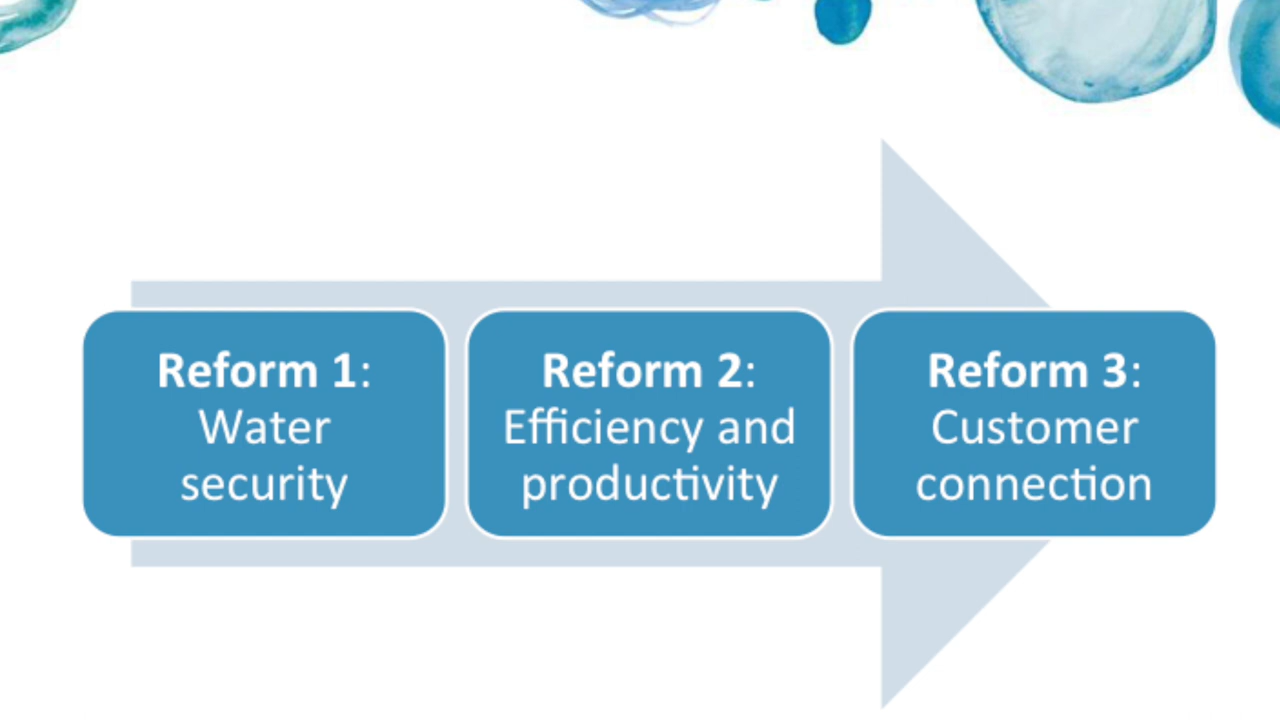 Reform 1:
Water
security
Reform 2:
Efficiency and
productivity
Reform 3:
Customer
connection